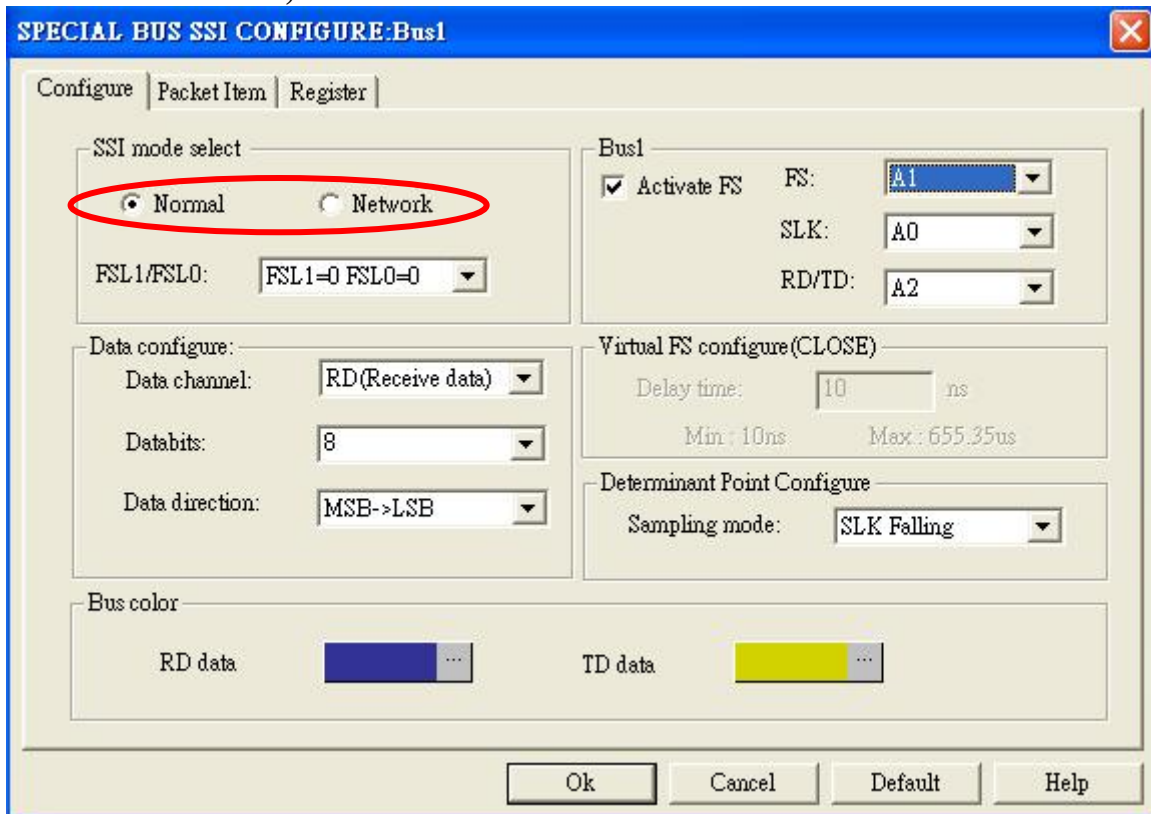 SPECIAL BUS SSI CONFIGURE:Bus1
Configure Packet Item Register
SSI mode select
Normal Network
FSL1/FSL0: FSL1=0 FSL0=0
Bus1
Activate FS FS: A1
SLK: A0
RD/TD: A2
Data configure:
Data channel: RD(Receive data)
Databits: 8
Data direction: MSB->LSB
Virtual FS configure(CLOSE)
Delay time: 10 ns
Min : 10ns Max : 655.35us
Determinant Point Configure
Sampling mode: SLK Falling
Bus color
RD data ... TD data ...
Ok Cancel Default Help